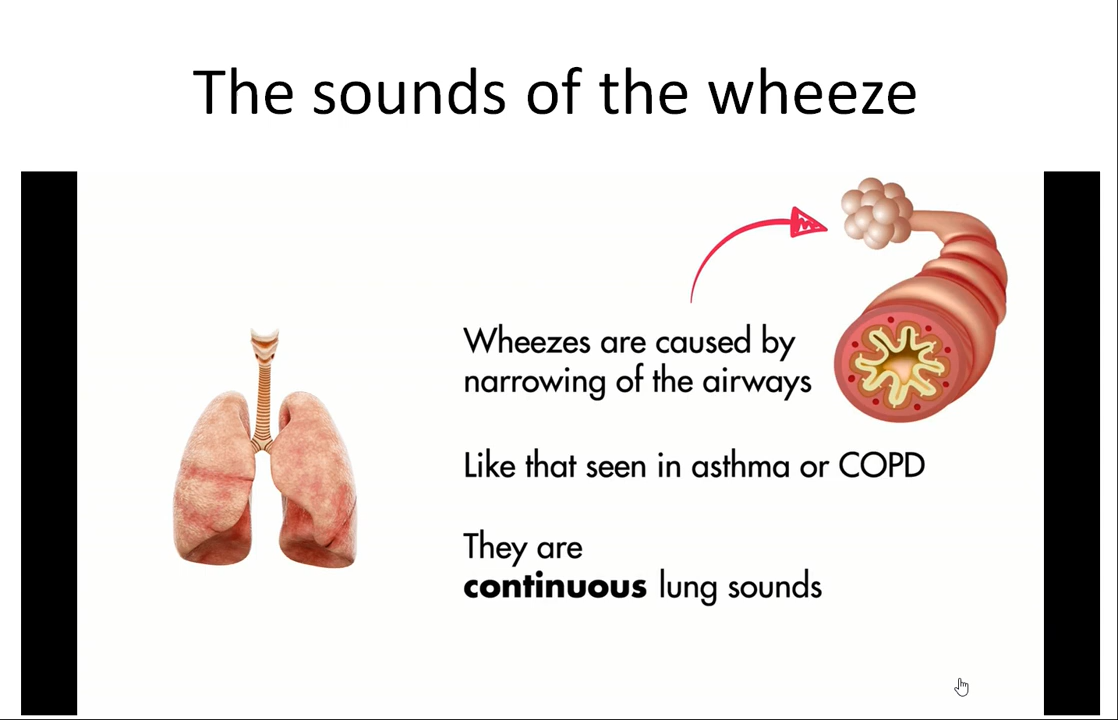 The sounds of the wheeze
Wheezes are caused by
narrowing of the airways
Like that seen in asthma or COPD
They are
continuous lung sounds